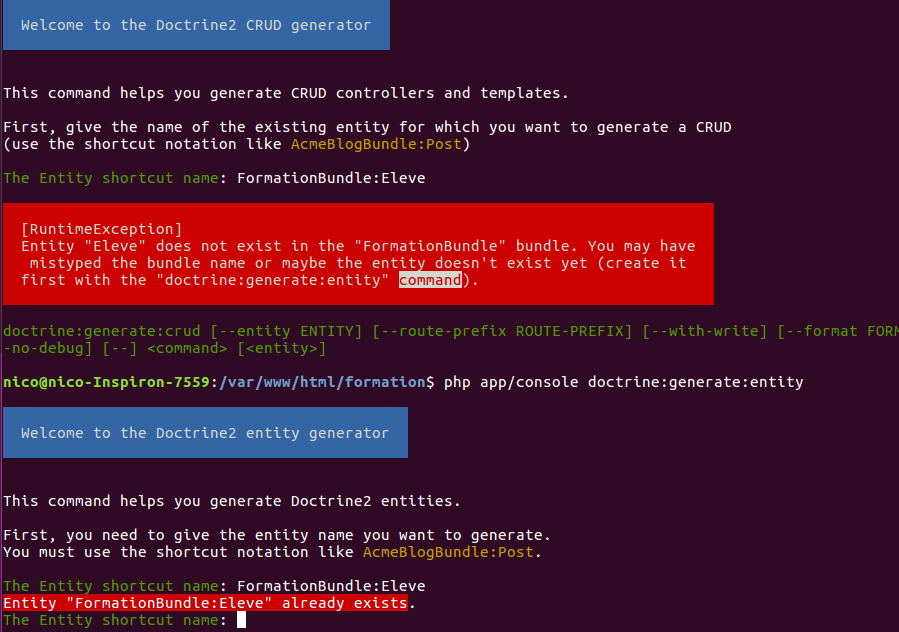 Welcome to the Doctrine2 CRUD generator
This command helps you generate CRUD controllers and templates.
First, give the name of the existing entity for which you want to generate a CRUD
(use the shortcut notation like AcmeBlogBundle:Post)
The Entity shortcut name: FormationBundle:Eleve
[RuntimeException]
Entity "Eleve" does not exist in the "FormationBundle" bundle. You may have
mistyped the bundle name or maybe the entity doesn't exist yet (create it
first with the "doctrine:generate:entity" command).
doctrine:generate:crud [--entity ENTITY] [--route-prefix ROUTE-PREFIX] [--with-write] [--format FORM
-no-debug] [--] <command> [<entity>]
nico@nico-Inspiron-7559:/var/www/html/formation$ php app/console doctrine:generate:entity
Welcome to the Doctrine2 entity generator
This command helps you generate Doctrine2 entities.
First, you need to give the entity name you want to generate.
You must use the shortcut notation like AcmeBlogBundle:Post.
The Entity shortcut name: FormationBundle:Eleve
Entity "FormationBundle:Eleve" already exists.
The Entity shortcut name: